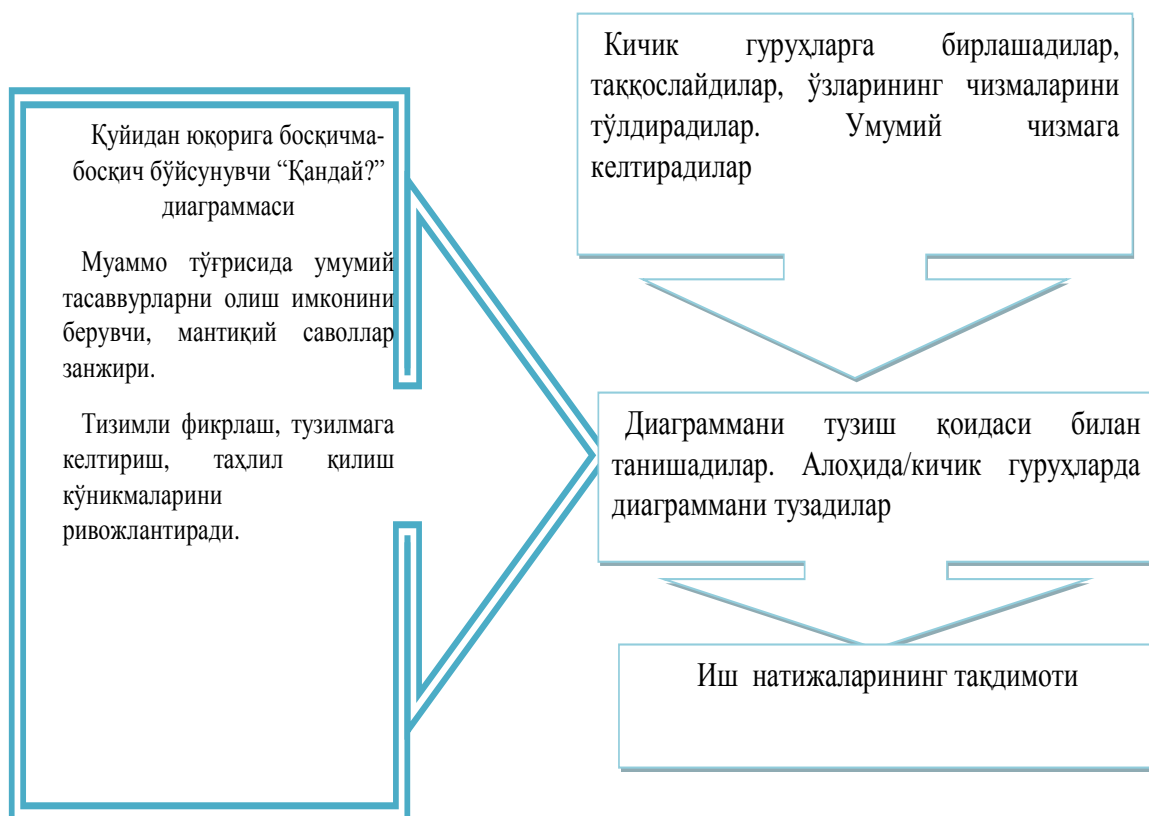 Қуйидан юқорига босқичма-
босқич бўйсунувчи “Қандай?”
диаграммаси
Муаммо тўғрисида умумий
тасаввурларни олиш имконини
берувчи, мантиқий саволлар
занжири.
Тизимли фикрлаш, тузилмага
келтириш, таҳлил қилиш
кўникмаларини
ривожлантиради.
Кичик гуруҳларга бирлашадилар,
таққослайдилар, ўзларининг чизмаларини
тўлдирадилар. Умумий чизмага
келтирадилар
Диаграммани тузиш қоидаси билан
танишадилар. Алоҳида/кичик гуруҳларда
диаграммани тузадилар
Иш натижаларининг тақдимоти